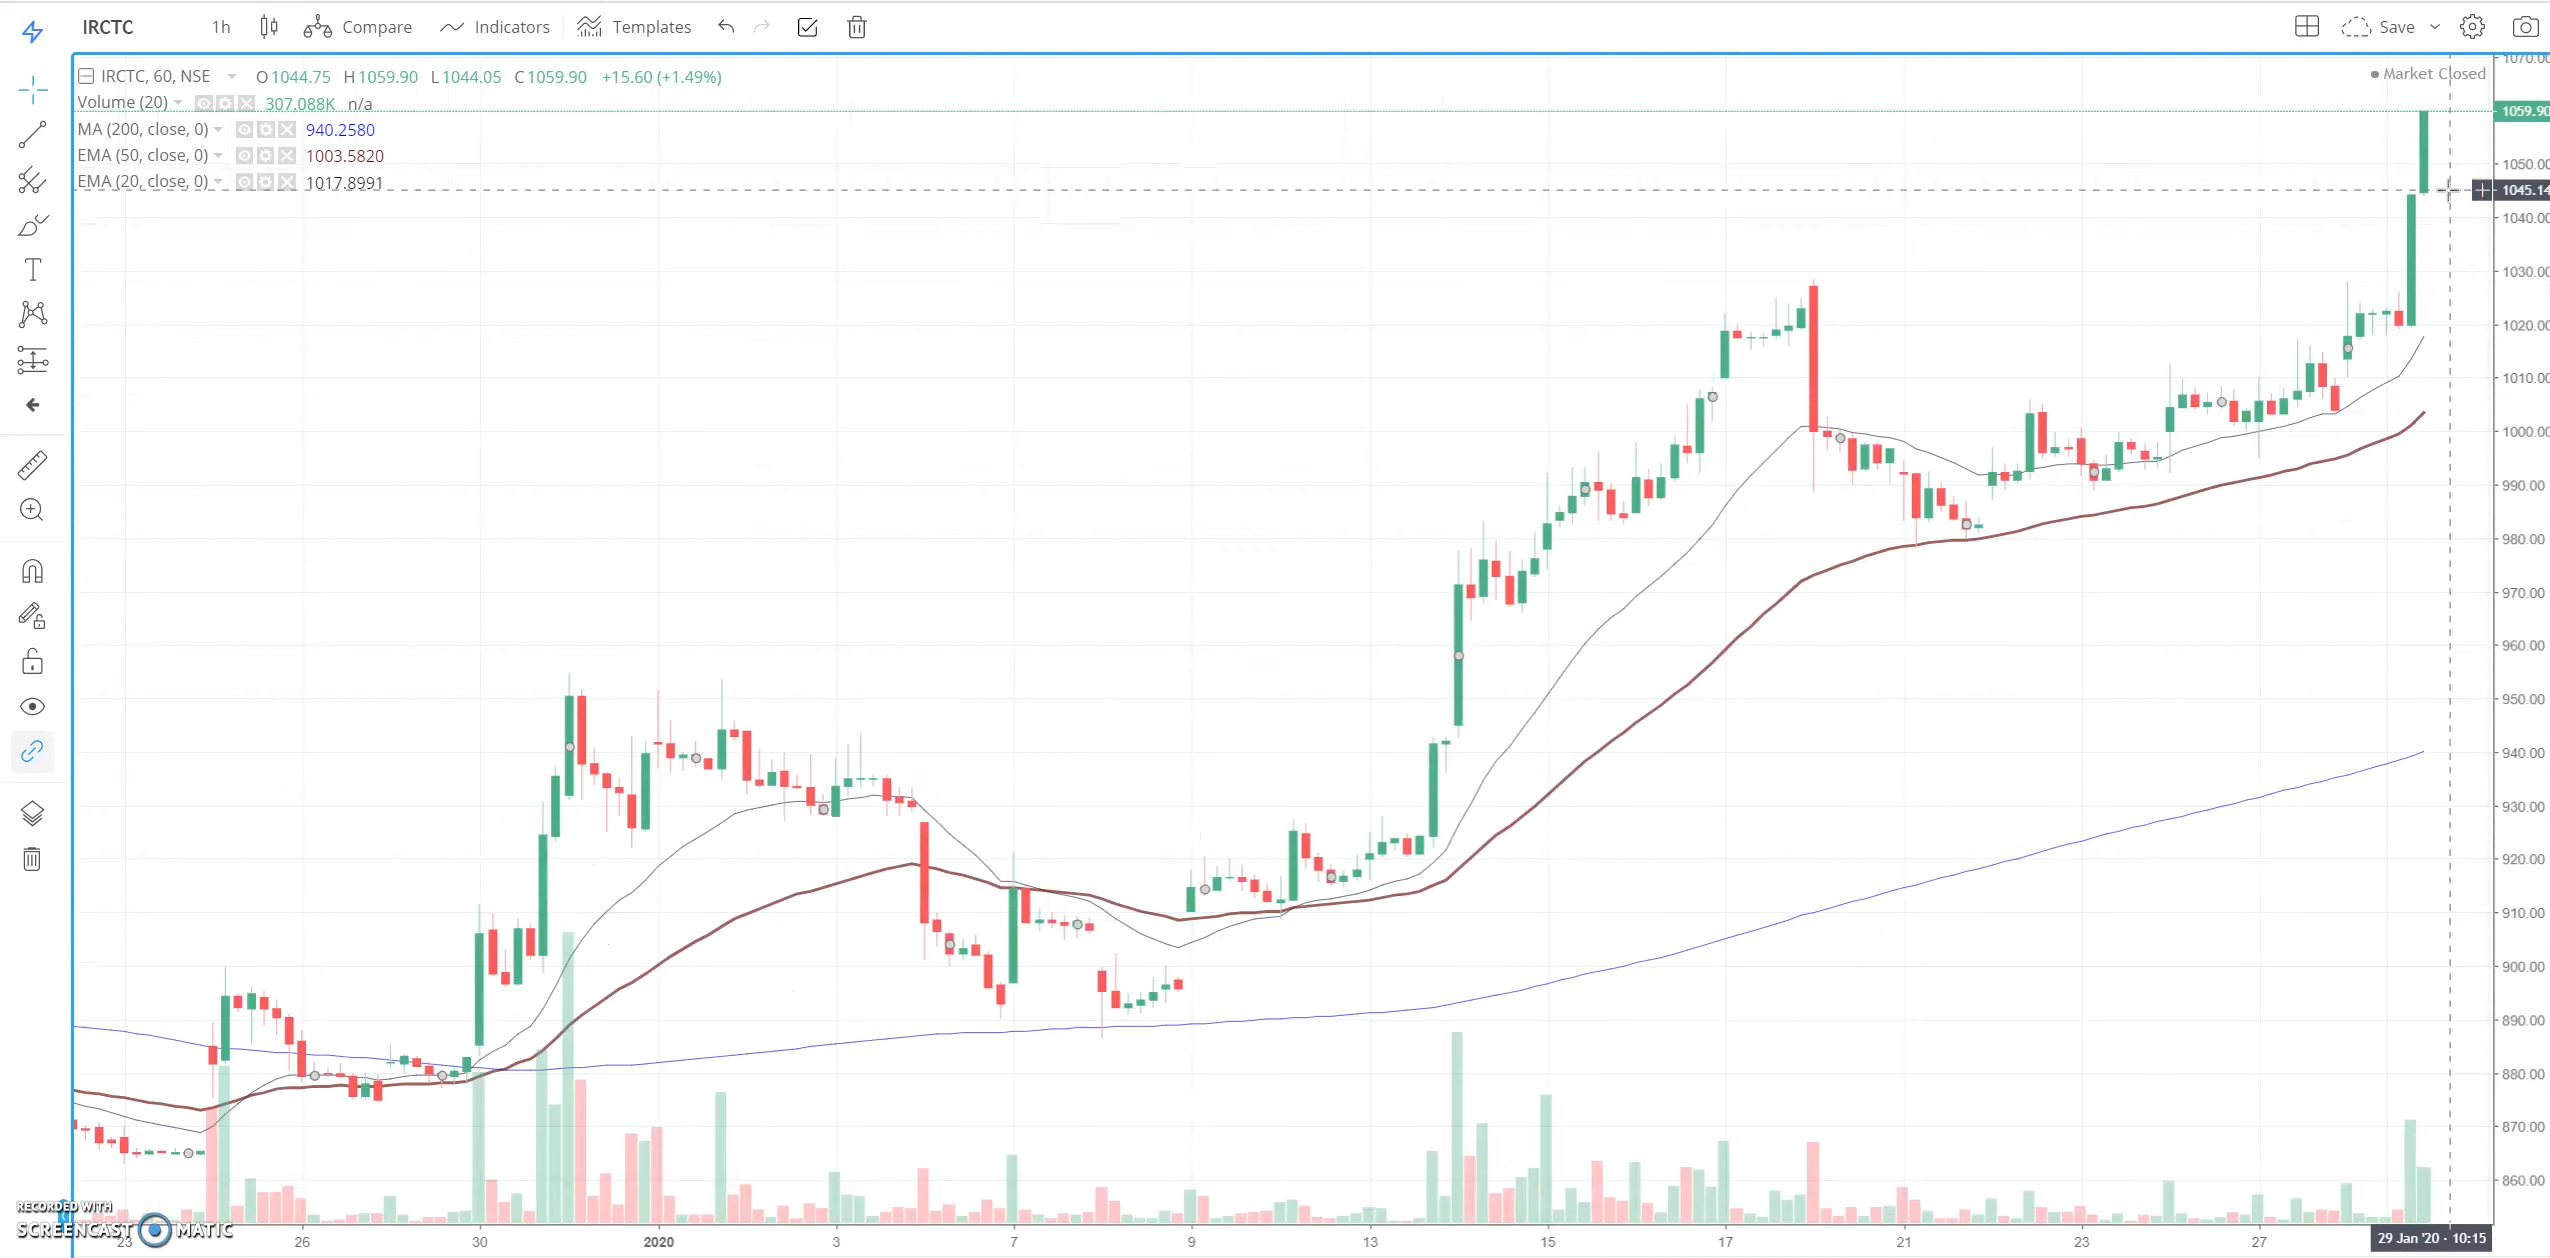 IRCTC 1h Compare Indicators Templates Save
IRCTC, 60, NSE O1044.75 H1059.90 L1044.05 C1059.90 +15.60 (+1.49%)
Market Closed
Volume (20) 307.088K n/a
MA (200, close, 0) 940.2580
EMA (50, close, 0) 1003.5820
EMA (20, close, 0) 1017.8991
1070.00
1059.90
1050.00
1045.14
1040.00
1030.00
1020.00
1010.00
1000.00
990.00
980.00
970.00
960.00
950.00
940.00
930.00
920.00
910.00
900.00
890.00
880.00
870.00
860.00
RECORDED WITH
SCREENCAST MATIC
23 26 30 2020 3 7 9 13 15 17 21 23 27 29 Jan '20 - 10:15